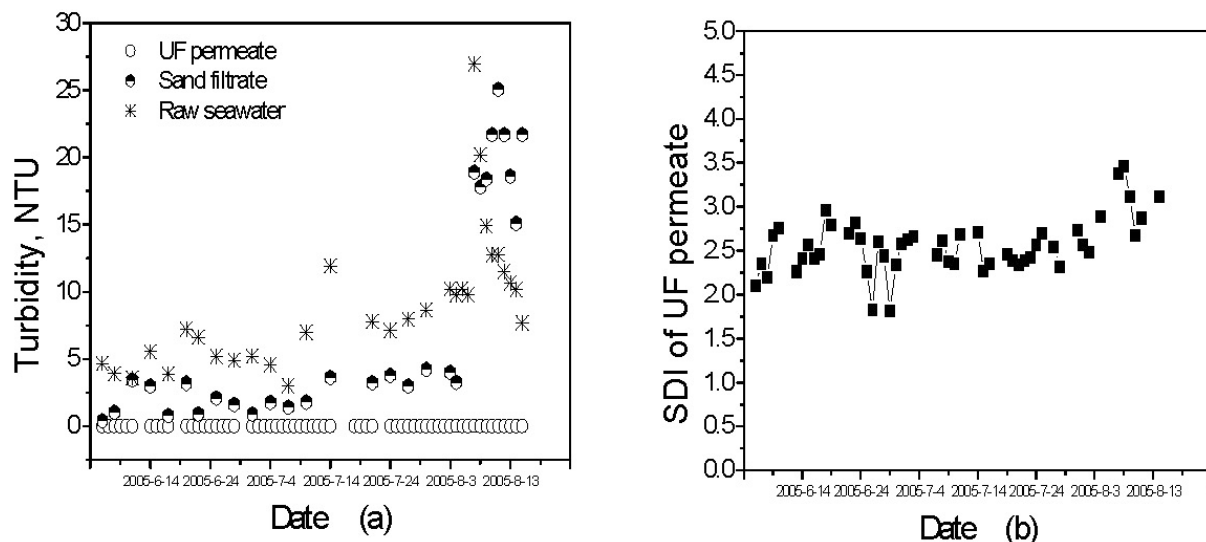 30
25
20
15
10
5
0
Turbidity, NTU
UF permeate
Sand filtrate
Raw seawater
2005-6-14 2005-6-24 2005-7-4 2005-7-14 2005-7-24 2005-8-3 2005-8-13
Date (a)
5.0
4.5
4.0
3.5
3.0
2.5
2.0
1.5
1.0
0.5
0.0
SDI of UF permeate
2005-6-14 2005-6-24 2005-7-4 2005-7-14 2005-7-24 2005-8-3 2005-8-13
Date (b)